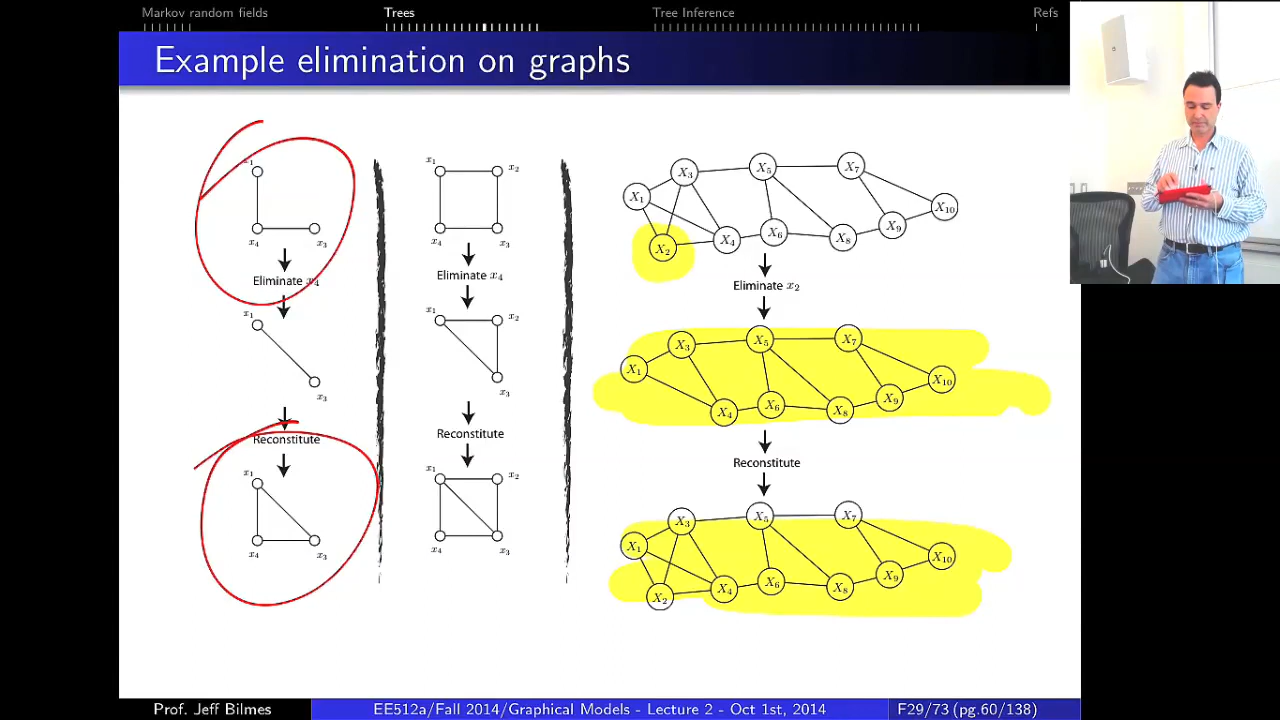 Markov random fields Trees Tree Inference Refs
Example elimination on graphs
x1
x4 x3
Eliminate x4
x1
x3
Reconstitute
x1
x4 x3
x1 x2
x4 x3
Eliminate x4
x1 x2
x3
Reconstitute
x1 x2
x4 x3
X1 X2 X3 X4 X5 X6 X7 X8 X9 X10
Eliminate x2
X1 X3 X4 X5 X6 X7 X8 X9 X10
Reconstitute
X1 X2 X3 X4 X5 X6 X7 X8 X9 X10
Prof. Jeff Bilmes EE512a/Fall 2014/Graphical Models - Lecture 2 - Oct 1st, 2014 F29/73 (pg.60/138)